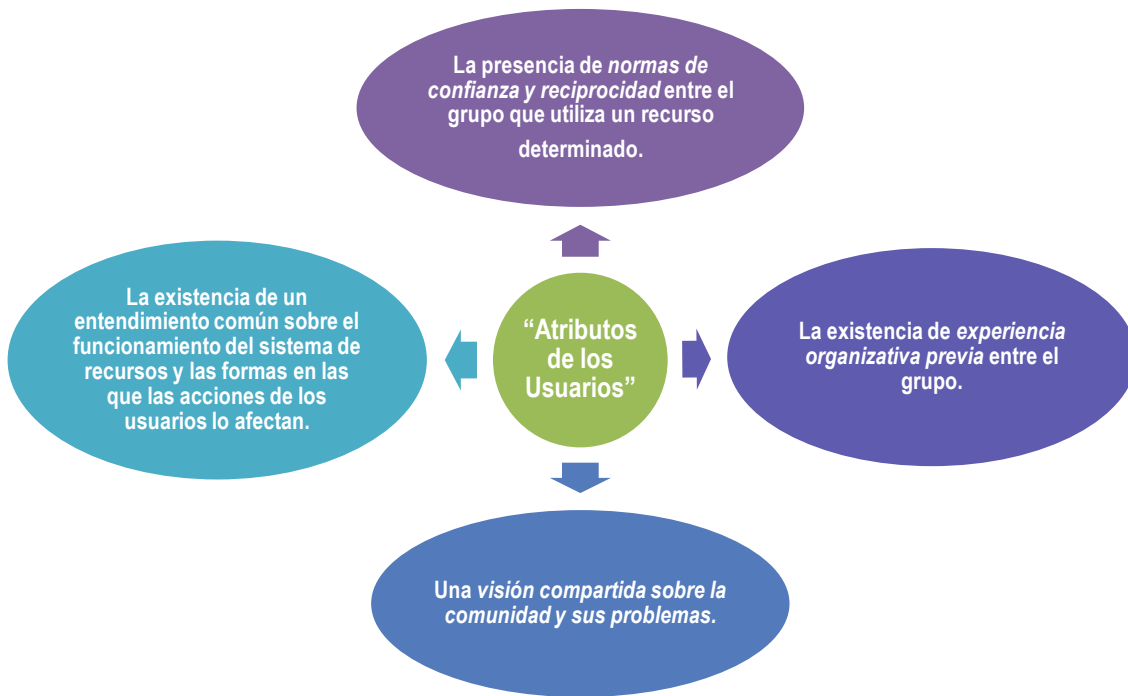 La presencia de normas de
confianza y reciprocidad entre el
grupo que utiliza un recurso
determinado.
La existencia de un
entendimiento común sobre el
funcionamiento del sistema de
recursos y las formas en las
que las acciones de los
usuarios lo afectan.
“Atributos
de los
Usuarios”
La existencia de experiencia
organizativa previa entre el
grupo.
Una visión compartida sobre la
comunidad y sus problemas.